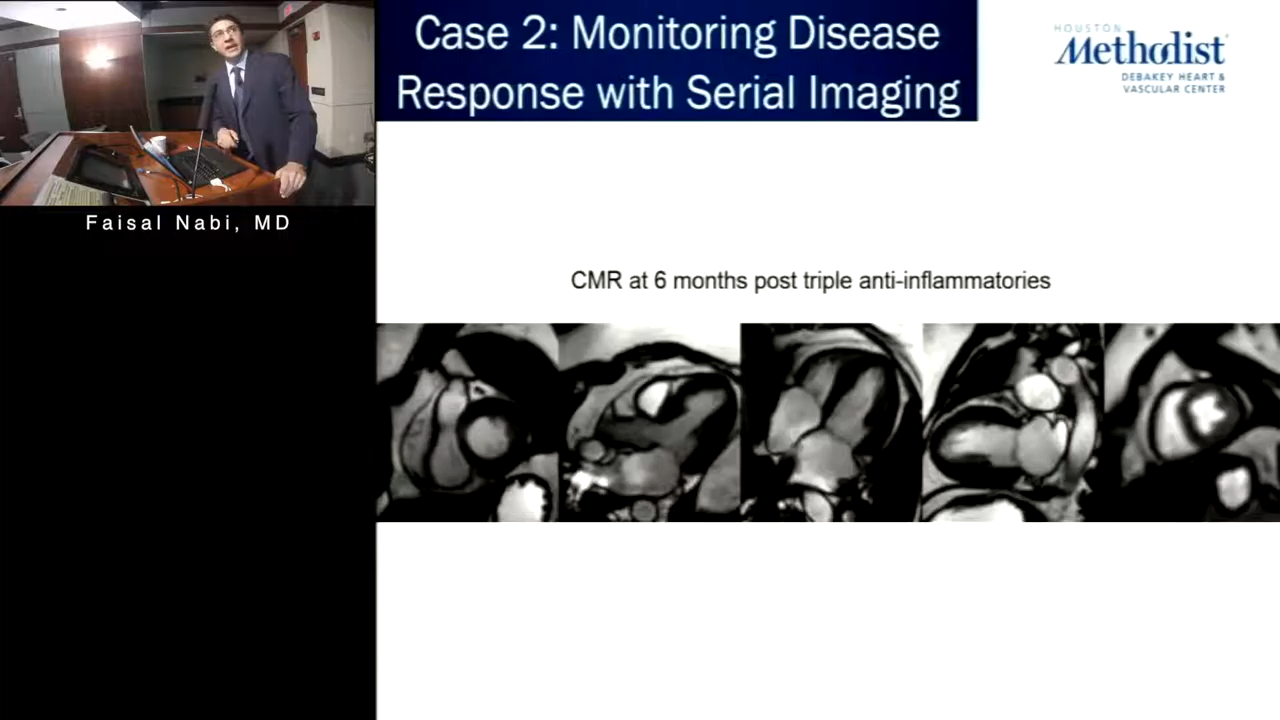 Case 2: Monitoring Disease
Response with Serial Imaging
HOUSTON
Methodist
DEBAKEY HEART &
VASCULAR CENTER
Faisal Nabi, MD
CMR at 6 months post triple anti-inflammatories